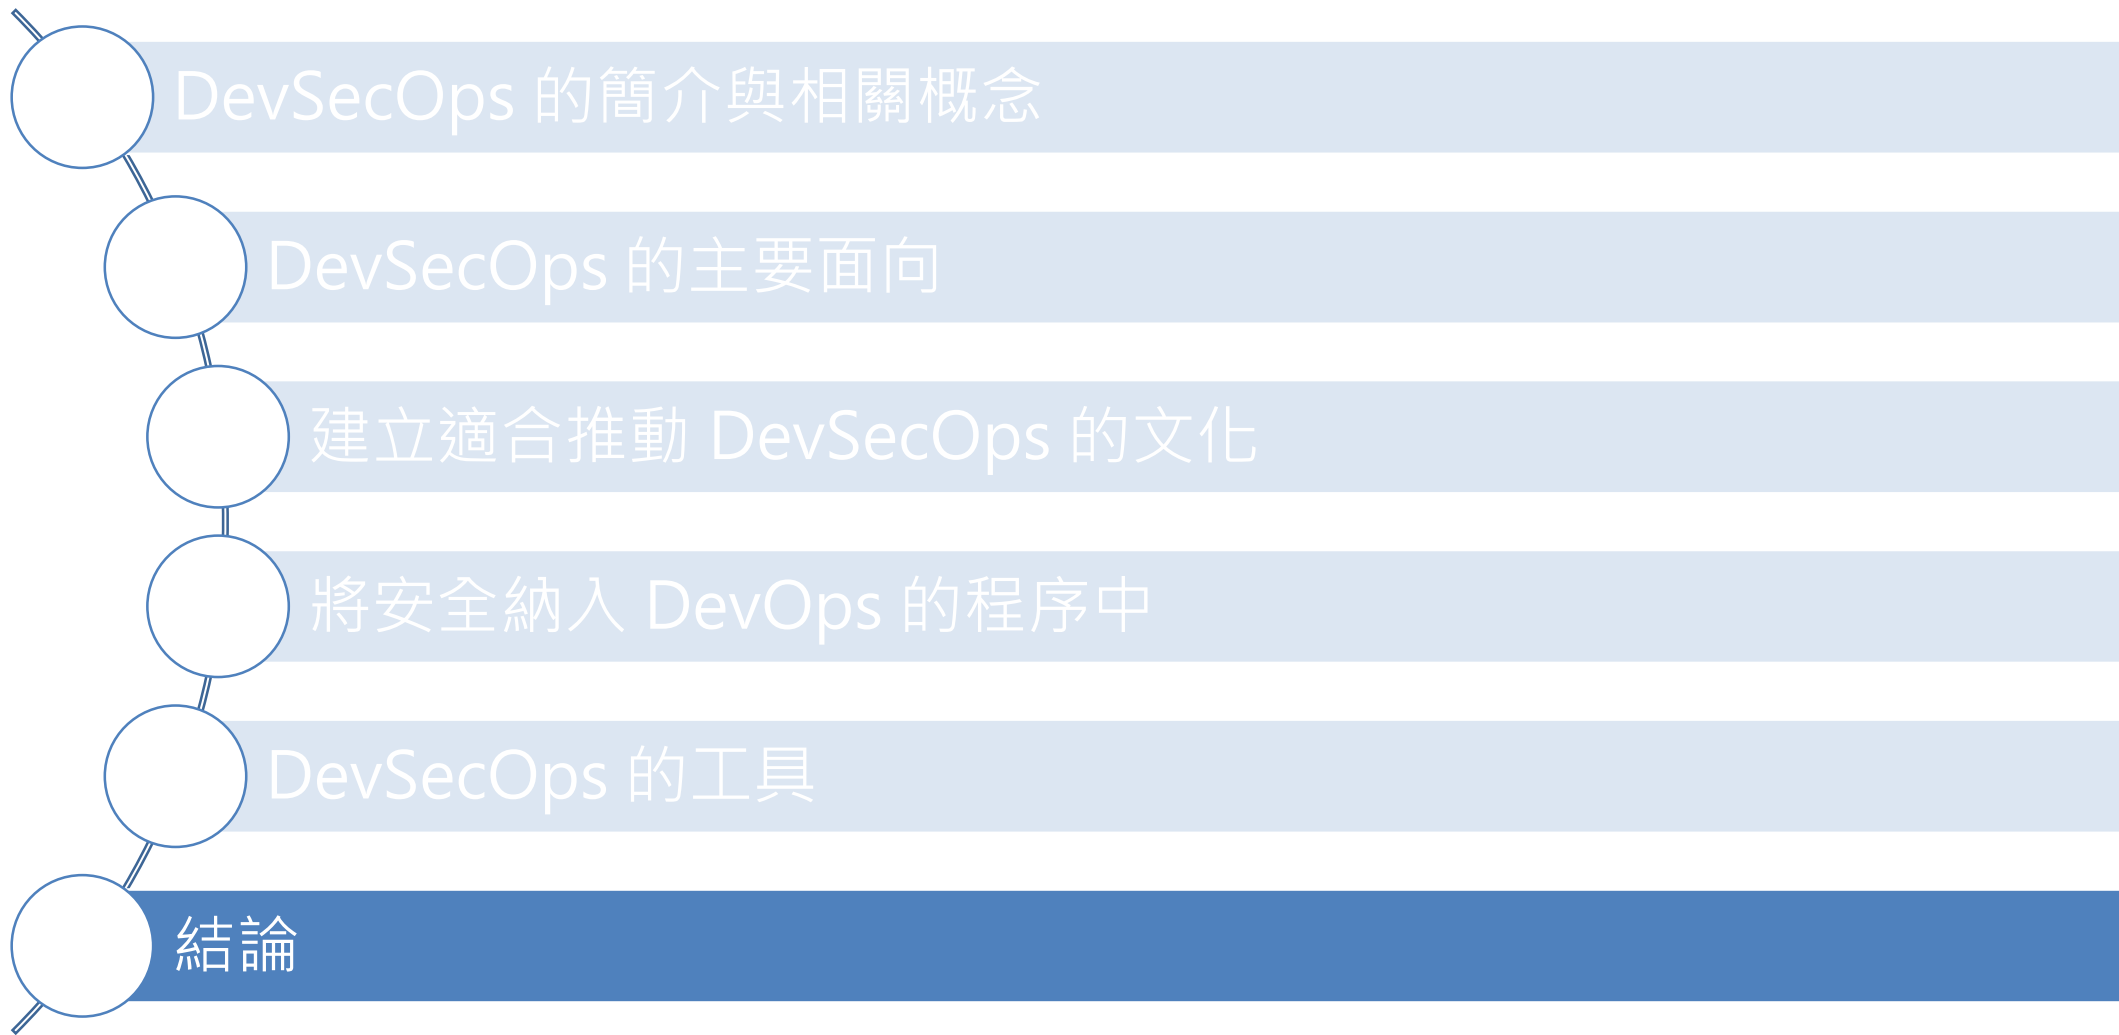 DevSecOps 的簡介與相關概念
DevSecOps 的主要面向
建立適合推動 DevSecOps 的文化
將安全納入 DevOps 的程序中
DevSecOps 的工具
結論